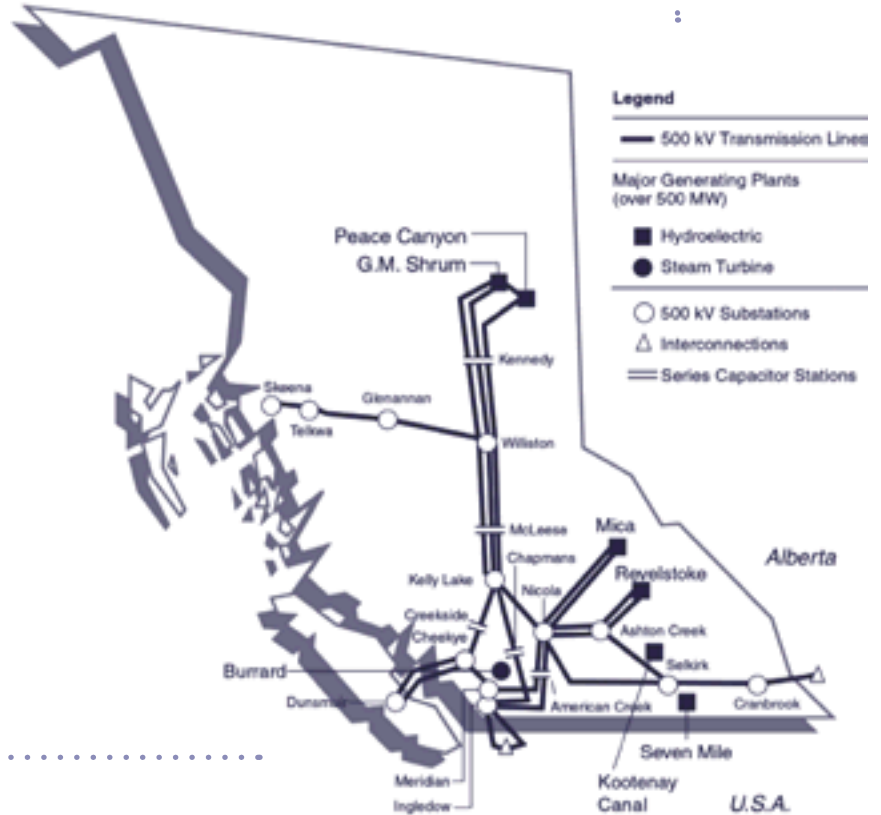 Legend
500 kV Transmission Lines
Major Generating Plants
(over 500 MW)
Hydroelectric
Steam Turbine
500 kV Substations
Interconnections
Series Capacitor Stations
Peace Canyon
G.M. Shrum
Kennedy
Skeena
Glenannan
Telkwa
Williston
McLeese
Mica
Chapmans
Alberta
Kelly Lake
Nicola
Revelstoke
Creekside
Cheekye
Ashton Creek
Selkirk
Burrard
Dunsmuir
American Creek
Cranbrook
Seven Mile
Meridian
Kootenay
Canal
Ingledow
U.S.A.